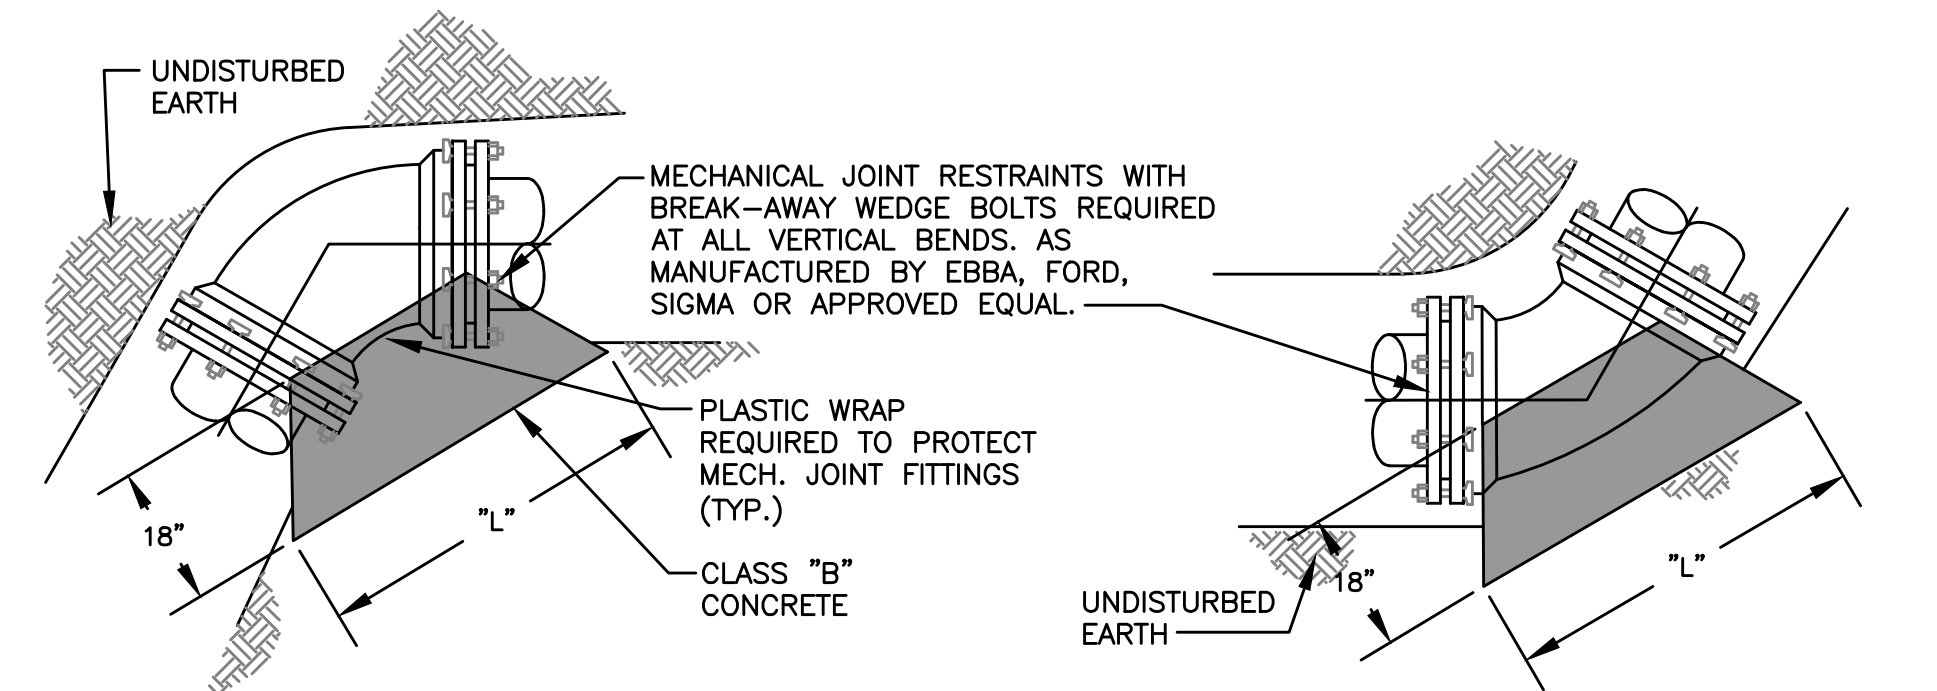 UNDISTURBED
EARTH
MECHANICAL JOINT RESTRAINTS WITH
BREAK-AWAY WEDGE BOLTS REQUIRED
AT ALL VERTICAL BENDS. AS
MANUFACTURED BY EBBA, FORD,
SIGMA OR APPROVED EQUAL.
PLASTIC WRAP
REQUIRED TO PROTECT
MECH. JOINT FITTINGS
(TYP.)
18"
"L"
CLASS "B"
CONCRETE
UNDISTURBED
EARTH
18"
"L"